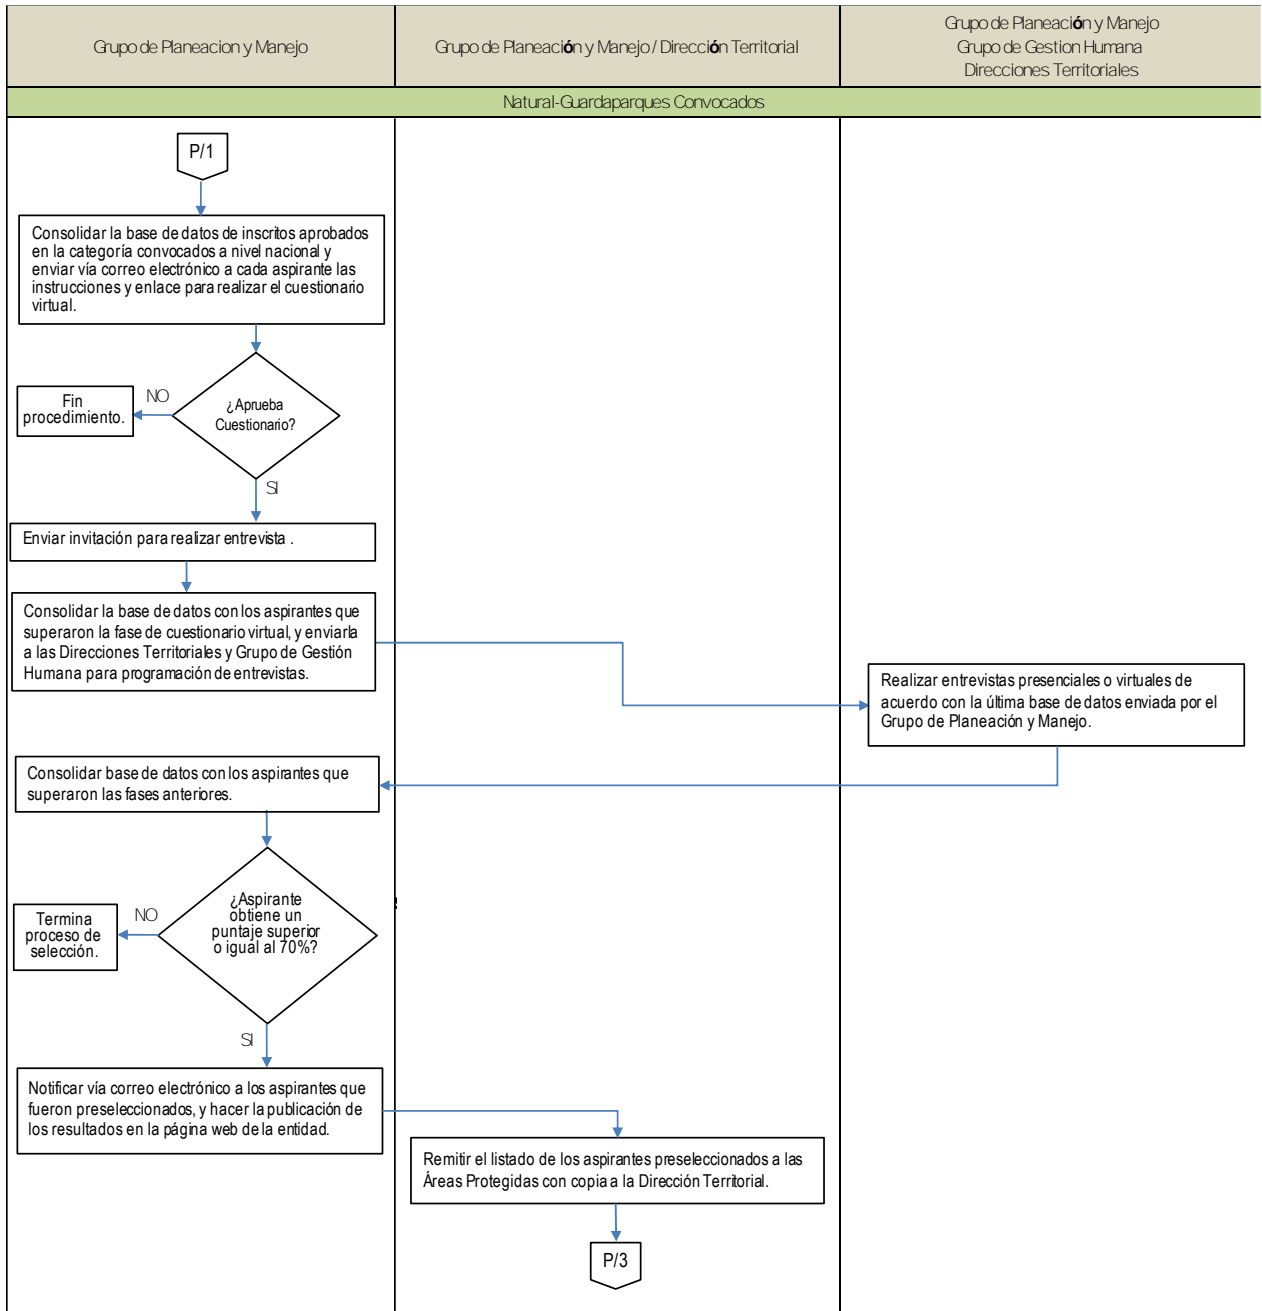 Grupo de Planeacion y Manejo
Grupo de Planeación y Manejo / Dirección Territorial
Grupo de Planeación y Manejo
Grupo de Gestion Humana
Direcciones Territoriales
Natural-Guardaparques Convocados
P/1
Consolidar la base de datos de inscritos aprobados
en la categoría convocados a nivel nacional y
enviar vía correo electrónico a cada aspirante las
instrucciones y enlace para realizar el cuestionario
virtual.
¿Aprueba
Cuestionario?
NO
Fin
procedimiento.
SI
Enviar invitación para realizar entrevista .
Consolidar la base de datos con los aspirantes que
superaron la fase de cuestionario virtual, y enviarla
a las Direcciones Territoriales y Grupo de Gestión
Humana para programación de entrevistas.
Realizar entrevistas presenciales o virtuales de
acuerdo con la última base de datos enviada por el
Grupo de Planeación y Manejo.
Consolidar base de datos con los aspirantes que
superaron las fases anteriores.
¿Aspirante
obtiene un
puntaje superior
o igual al 70%?
NO
Termina
proceso de
selección.
SI
Notificar vía correo electrónico a los aspirantes que
fueron preseleccionados, y hacer la publicación de
los resultados en la página web de la entidad.
Remitir el listado de los aspirantes preseleccionados a las
Áreas Protegidas con copia a la Dirección Territorial.
P/3